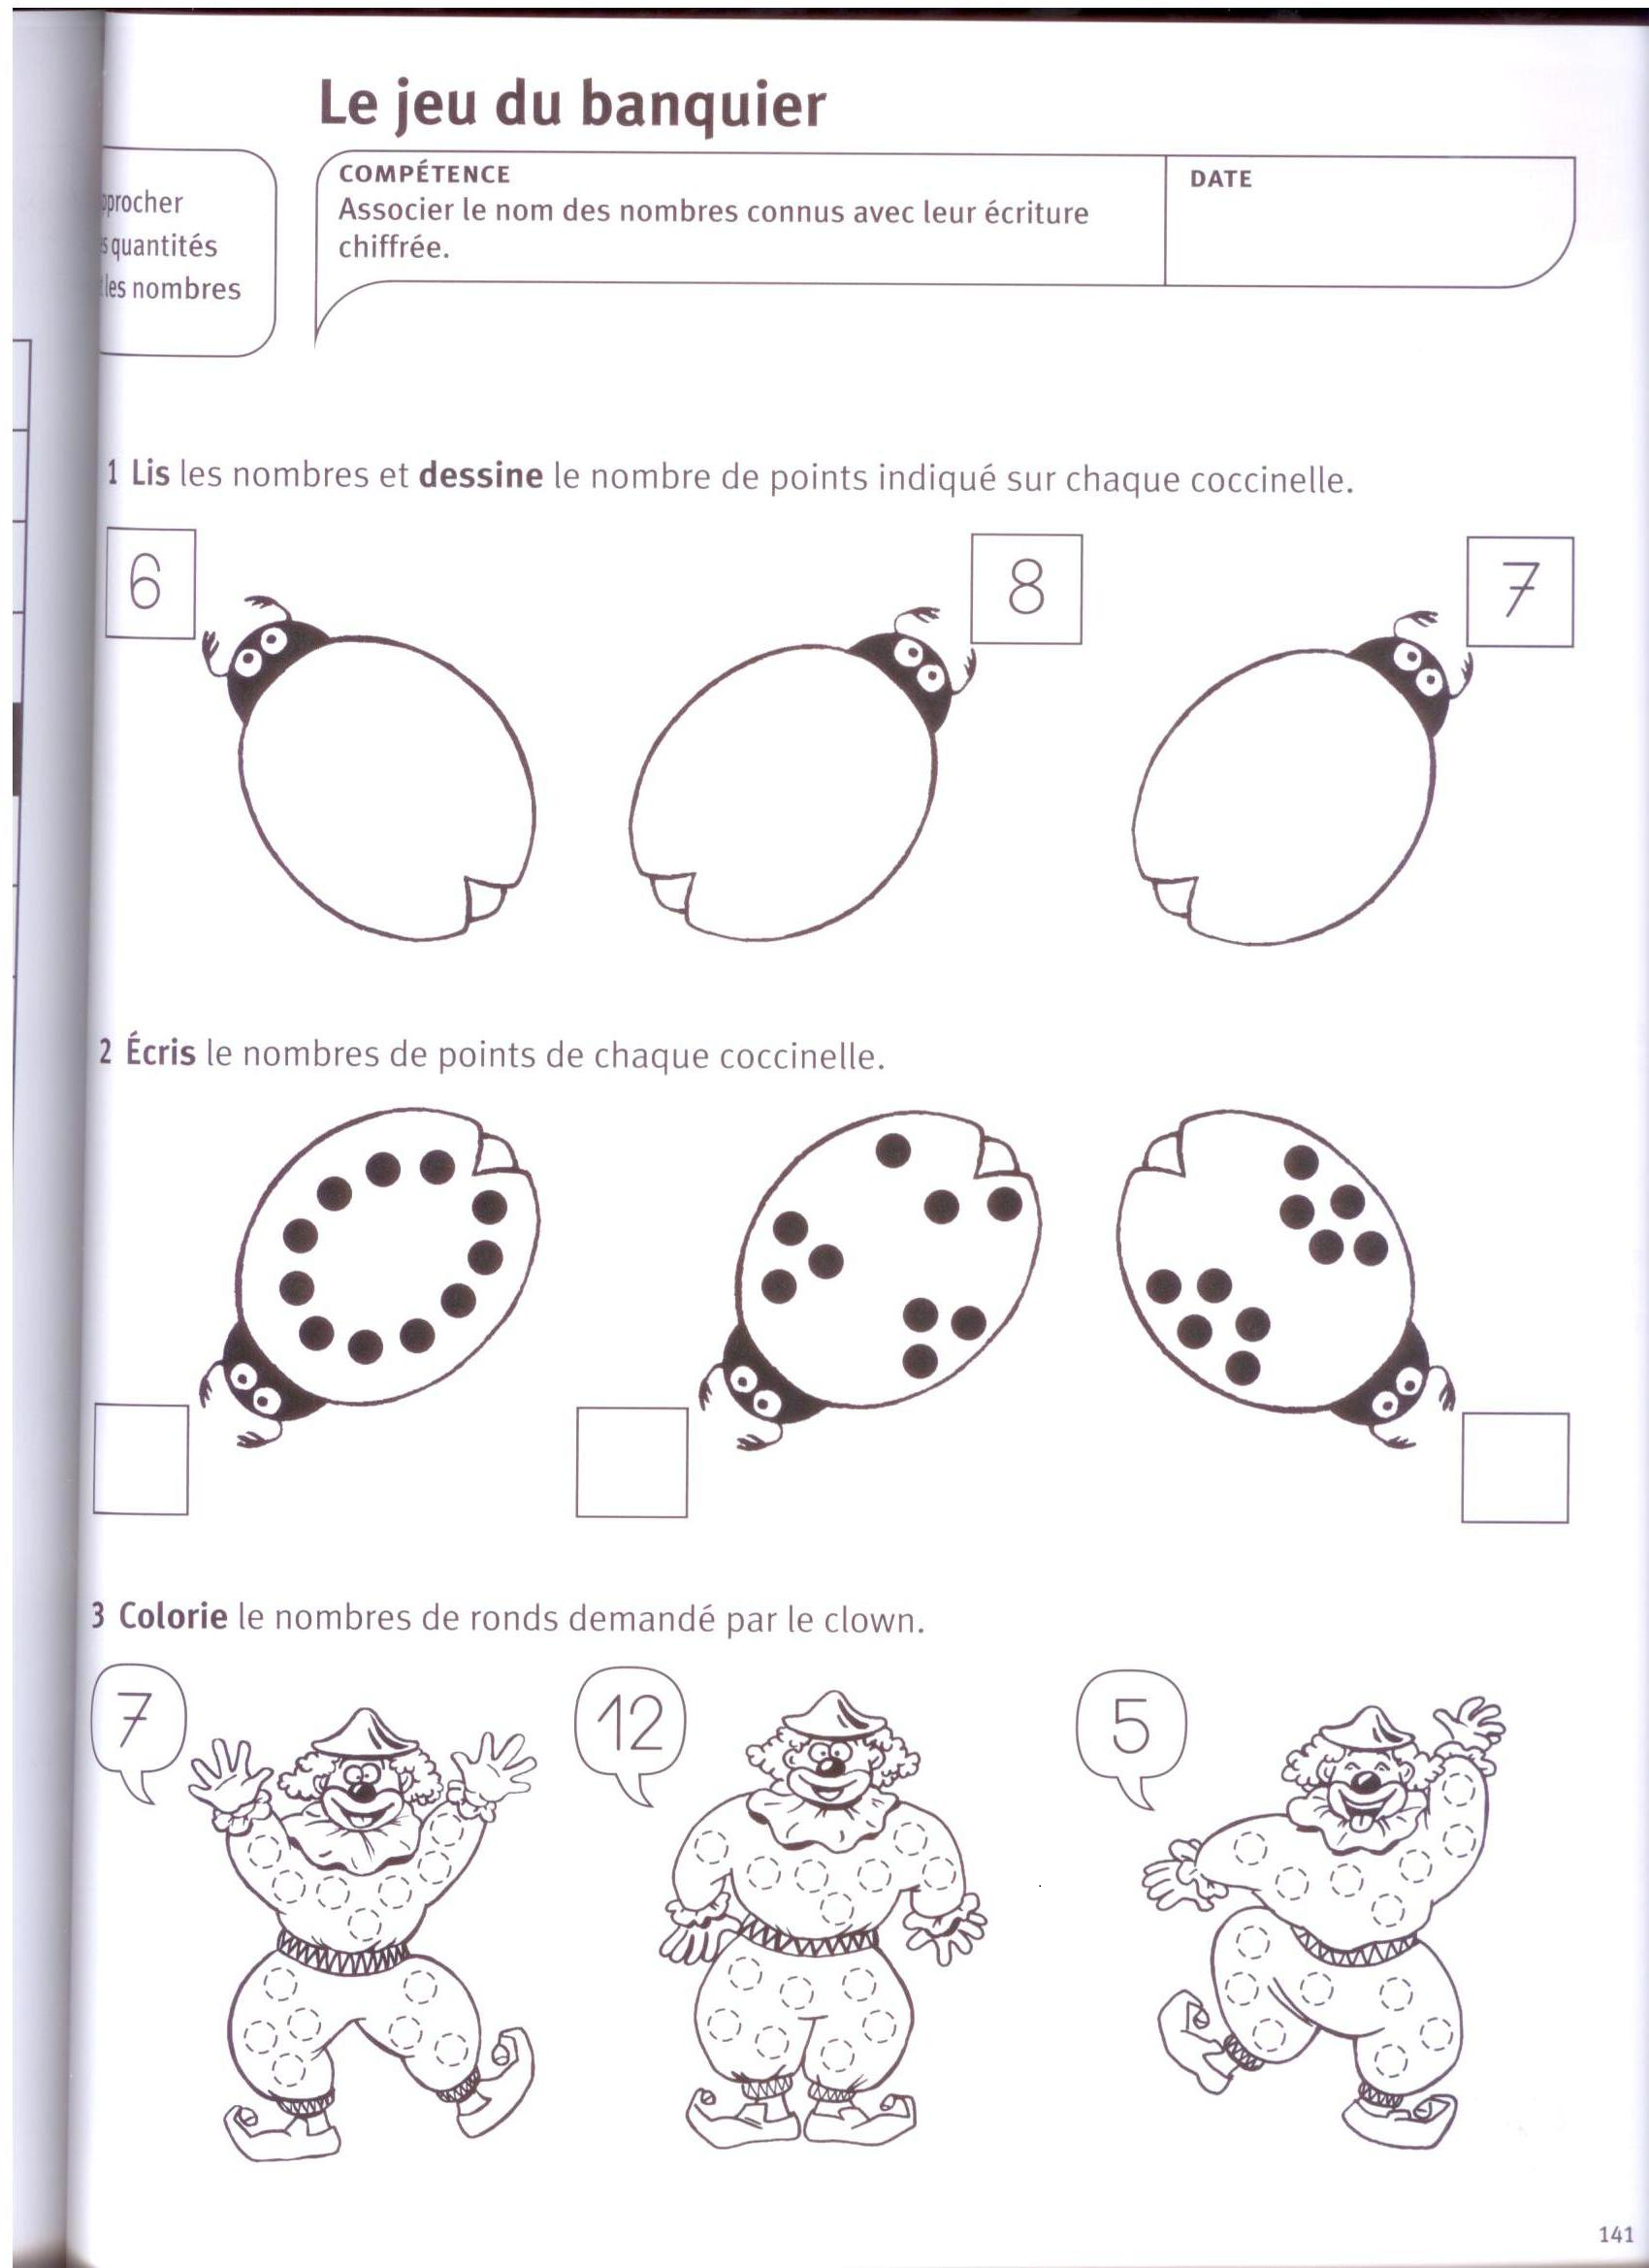 Le jeu du banquier
quantités
les nombres
COMPÉTENCE
Associer le nom des nombres connus avec leur écriture
chiffrée.
DATE
1 Lis les nombres et dessine le nombre de points indiqué sur chaque coccinelle.
6
8
7
2 Écris le nombres de points de chaque coccinelle.
3 Colorie le nombres de ronds demandé par le clown.
7
12
5
141